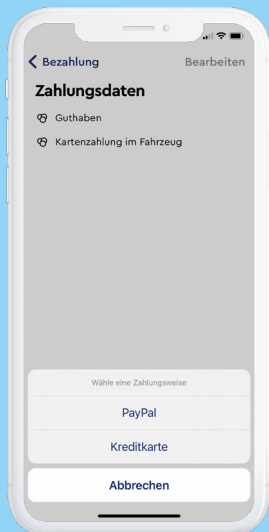 Bezahlung
Bearbeiten
Zahlungsdaten
Guthaben
Kartenzahlung im Fahrzeug
Wähle eine Zahlungsweise
PayPal
Kreditkarte
Abbrechen